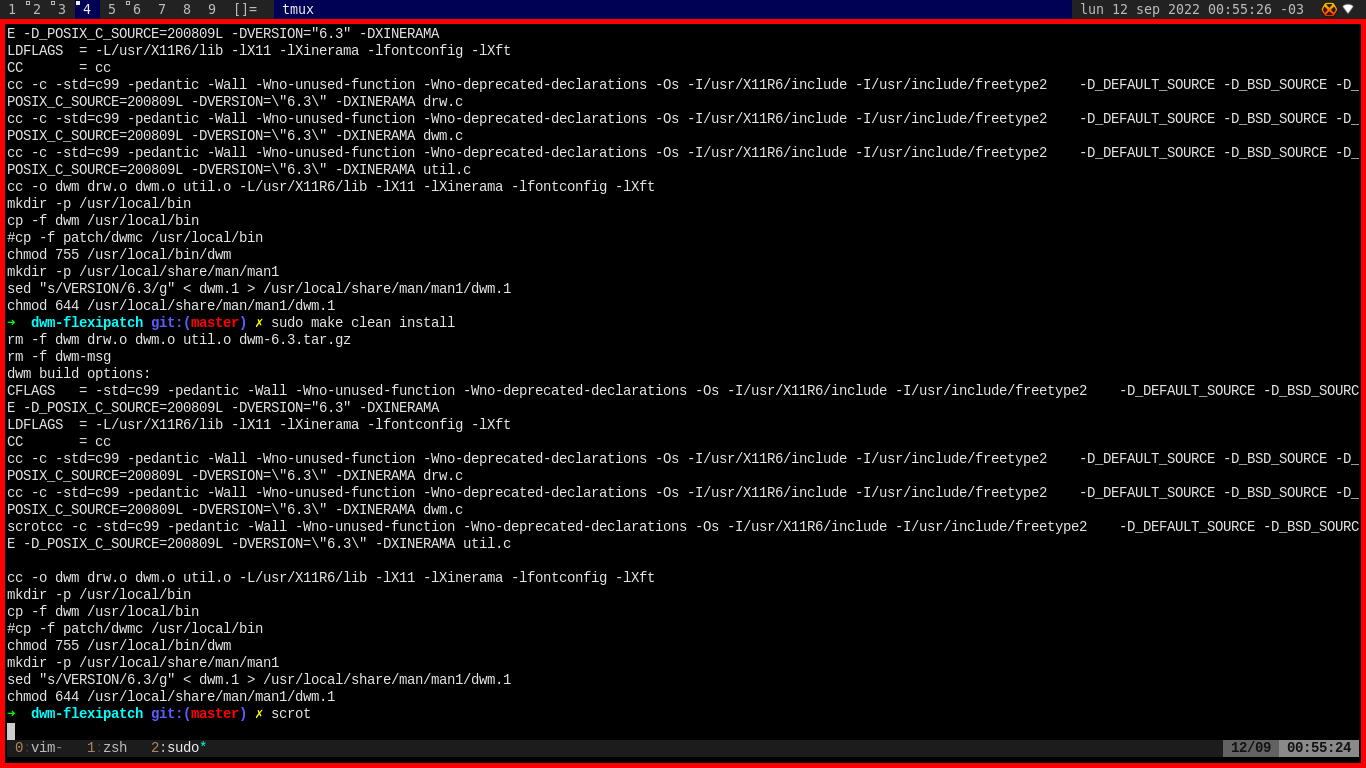 1 2 3 4 5 6 7 8 9 []= tmux lun 12 sep 2022 00:55:26 -03
E -D_POSIX_C_SOURCE=200809L -DVERSION="6.3" -DXINERAMA
LDFLAGS  = -L/usr/X11R6/lib -lX11 -lXinerama -lfontconfig -lXft
CC       = cc
cc -c -std=c99 -pedantic -Wall -Wno-unused-function -Wno-deprecated-declarations -Os -I/usr/X11R6/include -I/usr/include/freetype2    -D_DEFAULT_SOURCE -D_BSD_SOURCE -D_
POSIX_C_SOURCE=200809L -DVERSION=\"6.3\" -DXINERAMA drw.c
cc -c -std=c99 -pedantic -Wall -Wno-unused-function -Wno-deprecated-declarations -Os -I/usr/X11R6/include -I/usr/include/freetype2    -D_DEFAULT_SOURCE -D_BSD_SOURCE -D_
POSIX_C_SOURCE=200809L -DVERSION=\"6.3\" -DXINERAMA dwm.c
cc -c -std=c99 -pedantic -Wall -Wno-unused-function -Wno-deprecated-declarations -Os -I/usr/X11R6/include -I/usr/include/freetype2    -D_DEFAULT_SOURCE -D_BSD_SOURCE -D_
POSIX_C_SOURCE=200809L -DVERSION=\"6.3\" -DXINERAMA util.c
cc -o dwm drw.o dwm.o util.o -L/usr/X11R6/lib -lX11 -lXinerama -lfontconfig -lXft
mkdir -p /usr/local/bin
cp -f dwm /usr/local/bin
#cp -f patch/dwmc /usr/local/bin
chmod 755 /usr/local/bin/dwm
mkdir -p /usr/local/share/man/man1
sed "s/VERSION/6.3/g" < dwm.1 > /usr/local/share/man/man1/dwm.1
chmod 644 /usr/local/share/man/man1/dwm.1
➜  dwm-flexipatch git:(master) ✗ sudo make clean install
rm -f dwm drw.o dwm.o util.o dwm-6.3.tar.gz
rm -f dwm-msg
dwm build options:
CFLAGS   = -std=c99 -pedantic -Wall -Wno-unused-function -Wno-deprecated-declarations -Os -I/usr/X11R6/include -I/usr/include/freetype2    -D_DEFAULT_SOURCE -D_BSD_SOURC
E -D_POSIX_C_SOURCE=200809L -DVERSION="6.3" -DXINERAMA
LDFLAGS  = -L/usr/X11R6/lib -lX11 -lXinerama -lfontconfig -lXft
CC       = cc
cc -c -std=c99 -pedantic -Wall -Wno-unused-function -Wno-deprecated-declarations -Os -I/usr/X11R6/include -I/usr/include/freetype2    -D_DEFAULT_SOURCE -D_BSD_SOURCE -D_
POSIX_C_SOURCE=200809L -DVERSION=\"6.3\" -DXINERAMA drw.c
cc -c -std=c99 -pedantic -Wall -Wno-unused-function -Wno-deprecated-declarations -Os -I/usr/X11R6/include -I/usr/include/freetype2    -D_DEFAULT_SOURCE -D_BSD_SOURCE -D_
POSIX_C_SOURCE=200809L -DVERSION=\"6.3\" -DXINERAMA dwm.c
scrotcc -c -std=c99 -pedantic -Wall -Wno-unused-function -Wno-deprecated-declarations -Os -I/usr/X11R6/include -I/usr/include/freetype2    -D_DEFAULT_SOURCE -D_BSD_SOURC
E -D_POSIX_C_SOURCE=200809L -DVERSION=\"6.3\" -DXINERAMA util.c

cc -o dwm drw.o dwm.o util.o -L/usr/X11R6/lib -lX11 -lXinerama -lfontconfig -lXft
mkdir -p /usr/local/bin
cp -f dwm /usr/local/bin
#cp -f patch/dwmc /usr/local/bin
chmod 755 /usr/local/bin/dwm
mkdir -p /usr/local/share/man/man1
sed "s/VERSION/6.3/g" < dwm.1 > /usr/local/share/man/man1/dwm.1
chmod 644 /usr/local/share/man/man1/dwm.1
➜  dwm-flexipatch git:(master) ✗ scrot
0:vim-   1:zsh   2:sudo* 12/09 00:55:24